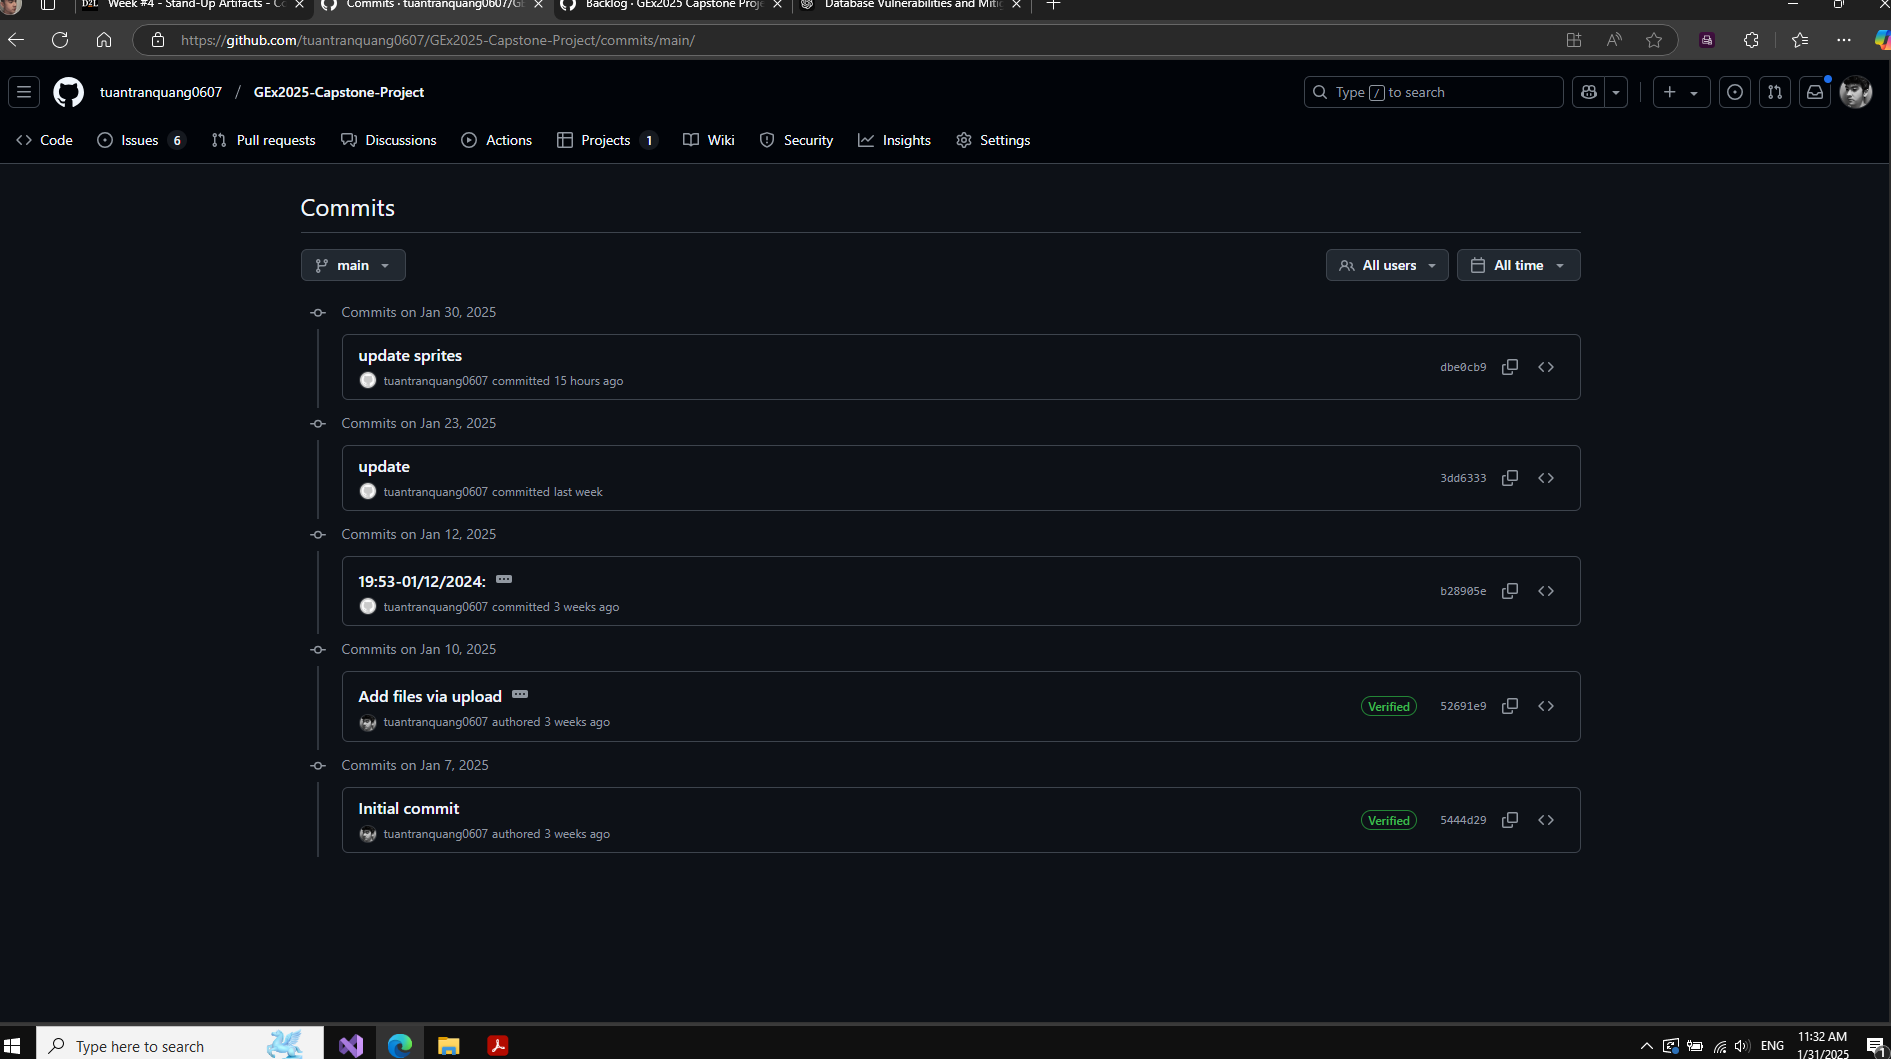 Week #4 - Stand-Up Artifacts - Co
Commits · tuantranquang0607/GE
Backlog · GEx2025 Capstone Proje
Database Vulnerabilities and Mitig
https://github.com/tuantranquang0607/GEx2025-Capstone-Project/commits/main/
tuantranquang0607 / GEx2025-Capstone-Project
Type / to search
Code
Issues 6
Pull requests
Discussions
Actions
Projects 1
Wiki
Security
Insights
Settings
Commits
main
All users
All time
Commits on Jan 30, 2025
update sprites
tuantranquang0607 committed 15 hours ago
dbe0cb9
Commits on Jan 23, 2025
update
tuantranquang0607 committed last week
3dd6333
Commits on Jan 12, 2025
19:53-01/12/2024:
tuantranquang0607 committed 3 weeks ago
b28905e
Commits on Jan 10, 2025
Add files via upload
tuantranquang0607 authored 3 weeks ago
Verified
52691e9
Commits on Jan 7, 2025
Initial commit
tuantranquang0607 authored 3 weeks ago
Verified
5444d29
Type here to search
ENG
11:32 AM
1/31/2025
1